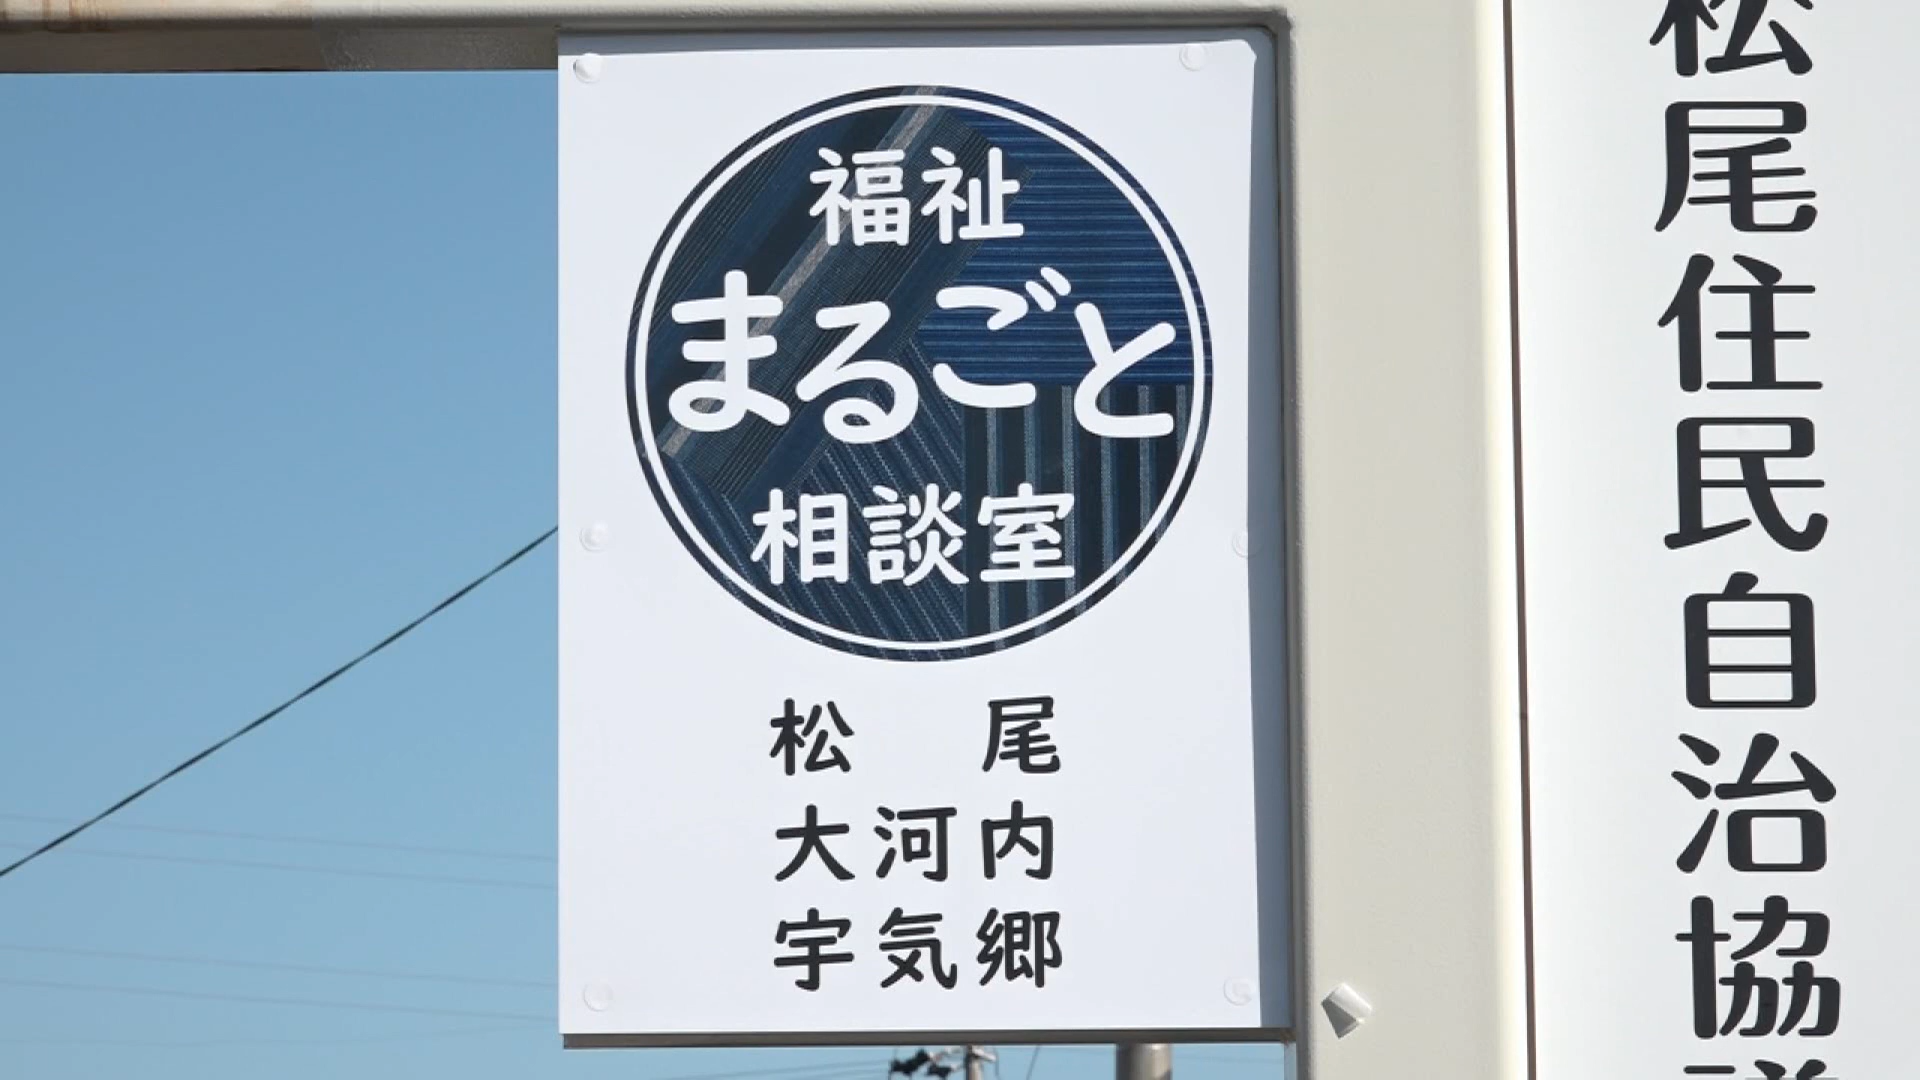 福祉
まるごと
相談室
松 尾
大河内
宇気郷
松尾住民自治協